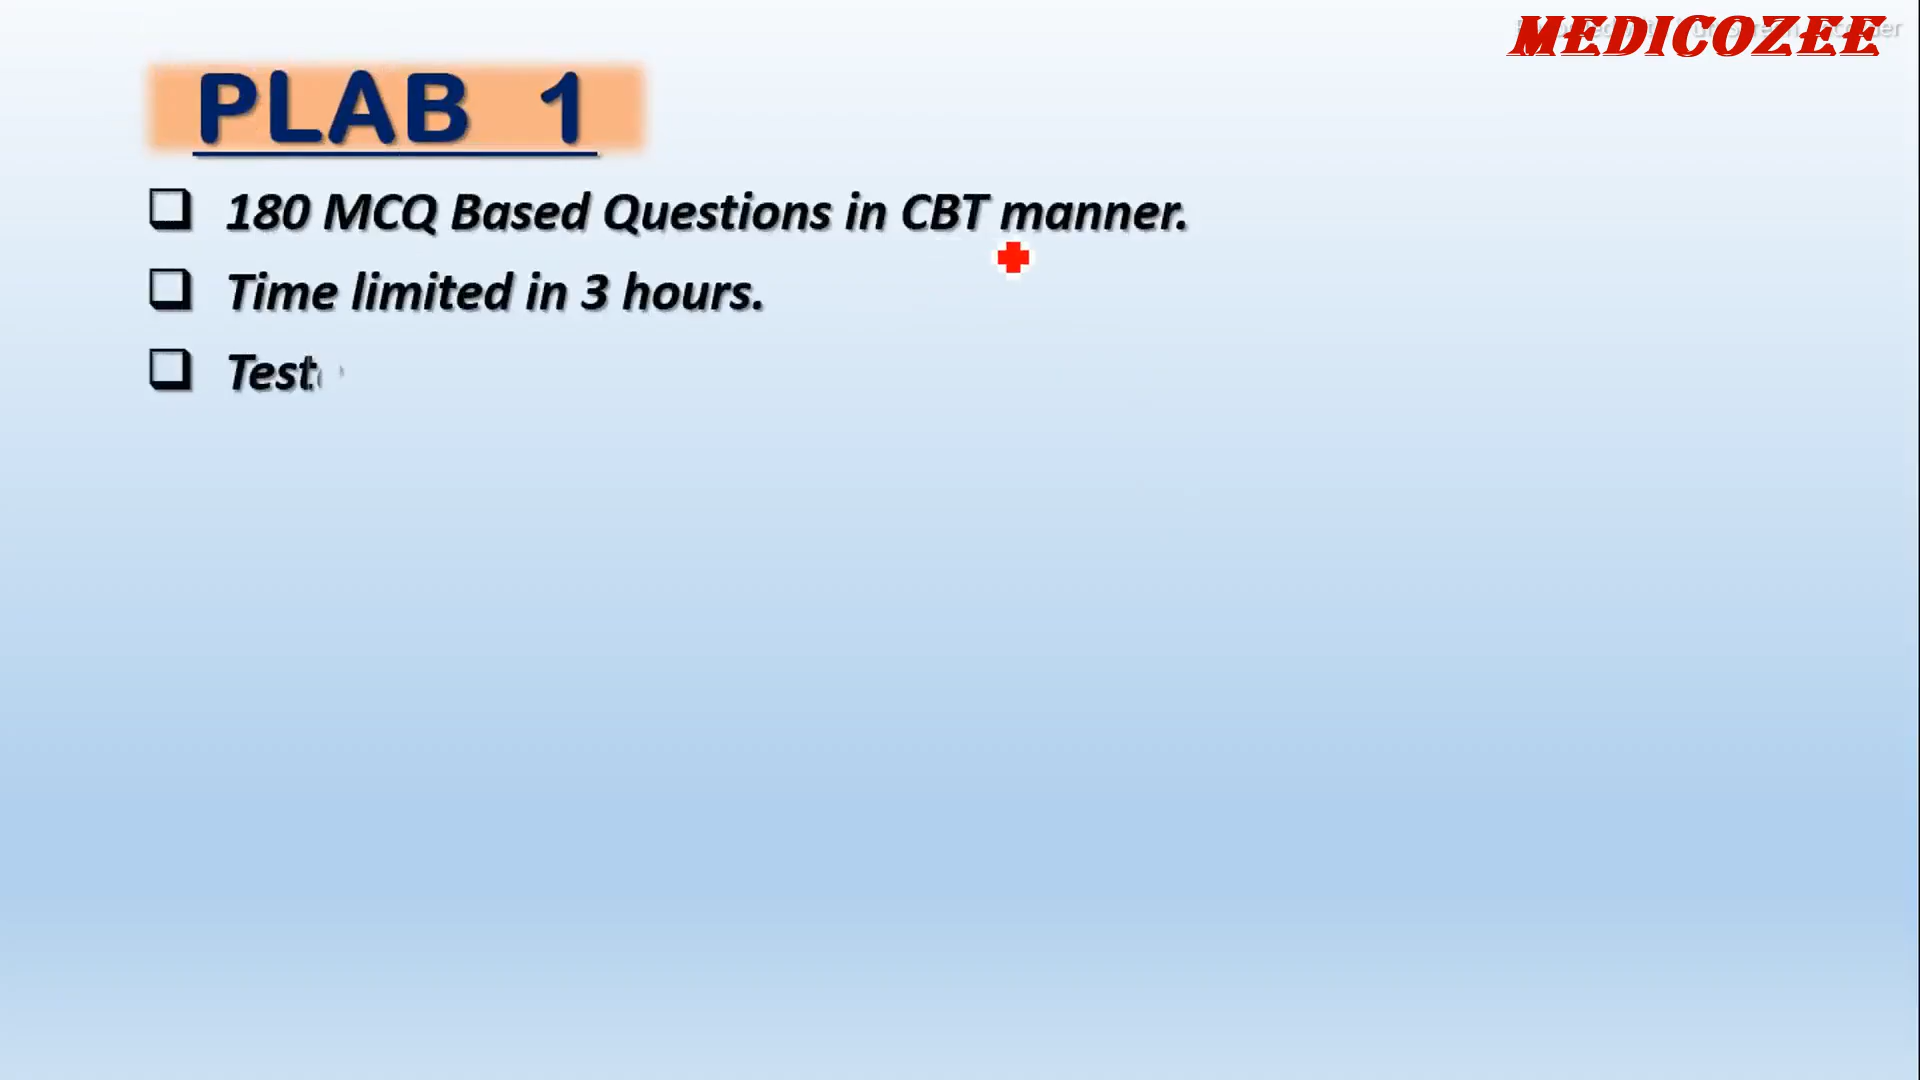 MEDICOZEE
PLAB 1
180 MCQ Based Questions in CBT manner.
Time limited in 3 hours.
Test